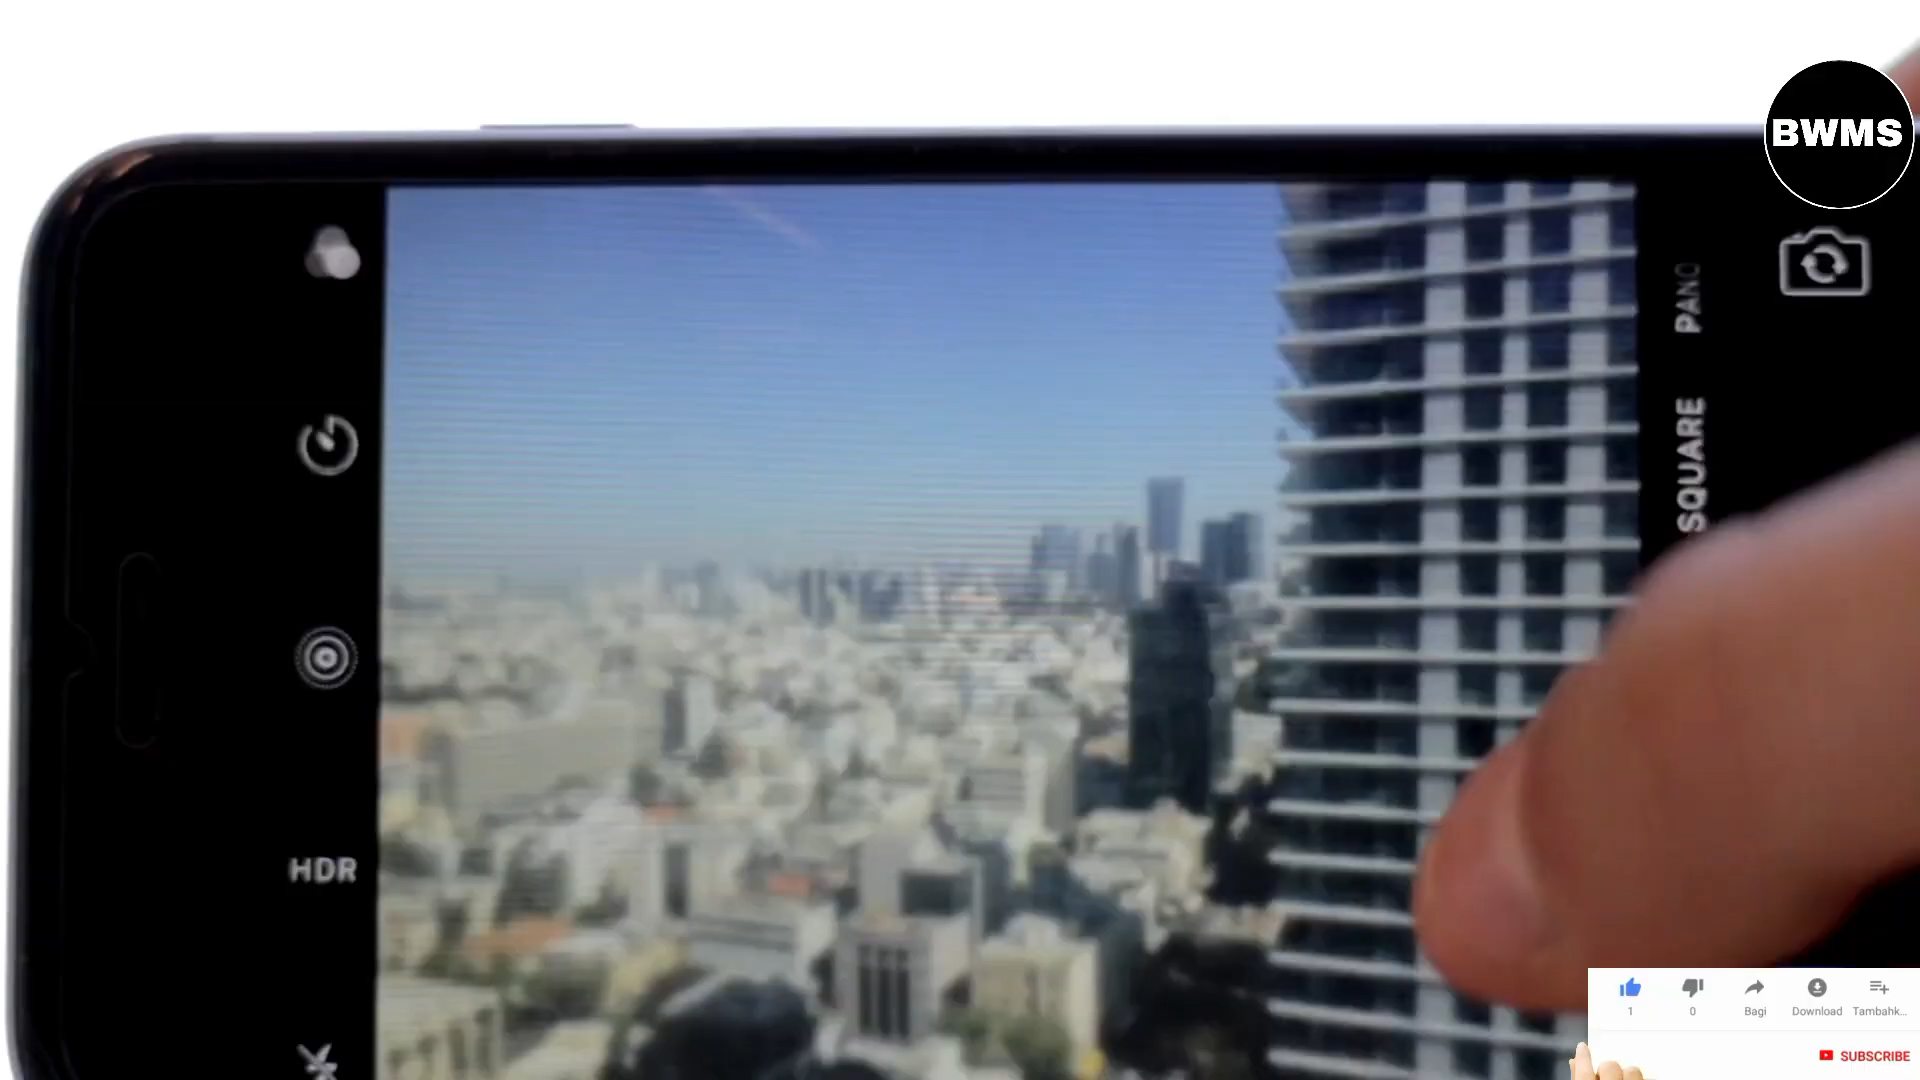 BWMS
PANO
SQUARE
HDR
1
0
Bagi
Download
Tambahk...
SUBSCRIBE